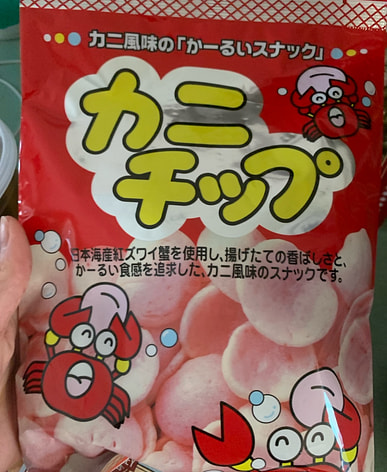 カニ風味の「かーるいスナック」
カニ
チップ
日本海産紅ズワイ蟹を使用し、揚げたての香ばしさと、
かーるい食感を追求した、カニ風味のスナックです。